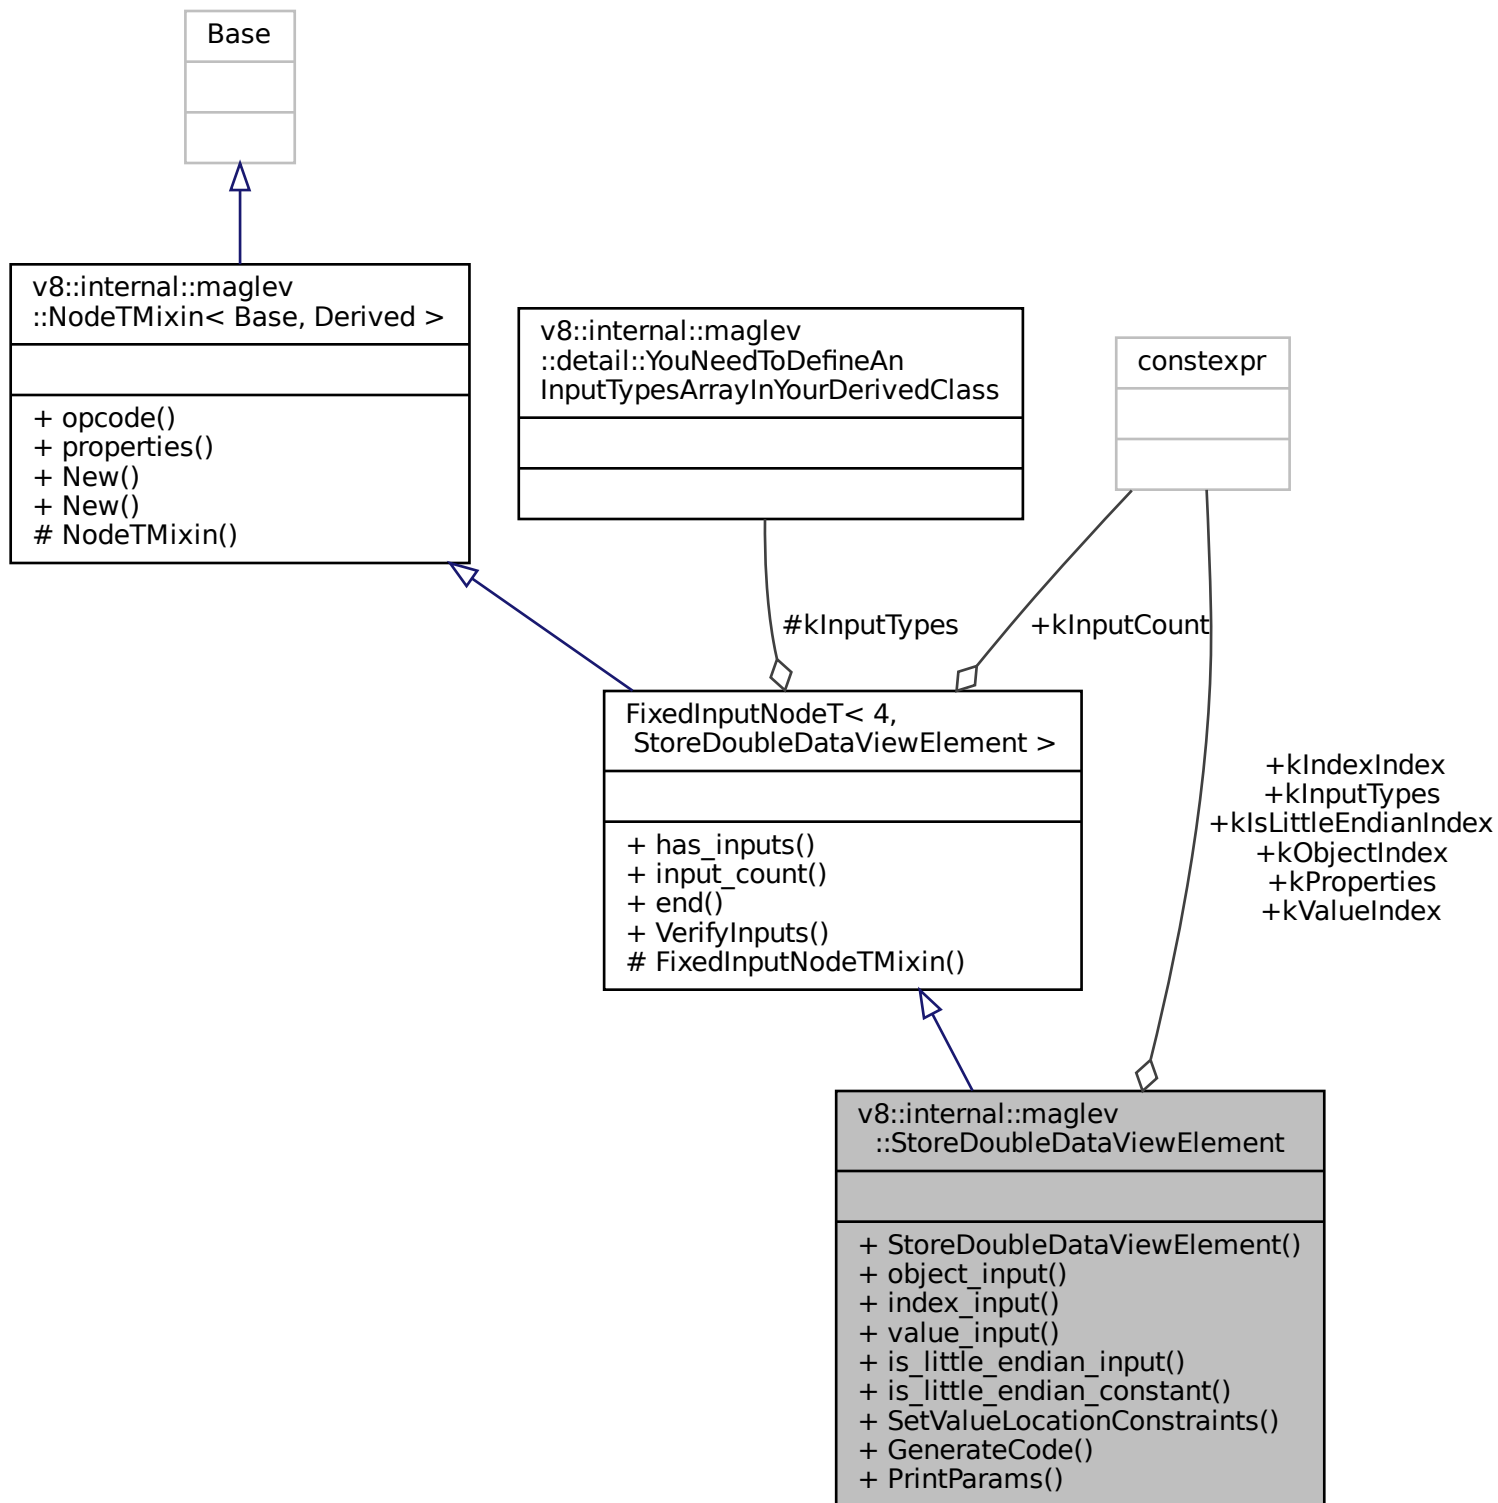 Base
v8::internal::maglev
::NodeTMixin< Base, Derived >
+ opcode()
+ properties()
+ New()
+ New()
# NodeTMixin()
v8::internal::maglev
::detail::YouNeedToDefineAn
InputTypesArrayInYourDerivedClass
constexpr
#kInputTypes
+kInputCount
FixedInputNodeT< 4,
StoreDoubleDataViewElement >
+ has_inputs()
+ input_count()
+ end()
+ VerifyInputs()
# FixedInputNodeTMixin()
+kIndexIndex
+kInputTypes
+kIsLittleEndianIndex
+kObjectIndex
+kProperties
+kValueIndex
v8::internal::maglev
::StoreDoubleDataViewElement
+ StoreDoubleDataViewElement()
+ object_input()
+ index_input()
+ value_input()
+ is_little_endian_input()
+ is_little_endian_constant()
+ SetValueLocationConstraints()
+ GenerateCode()
+ PrintParams()